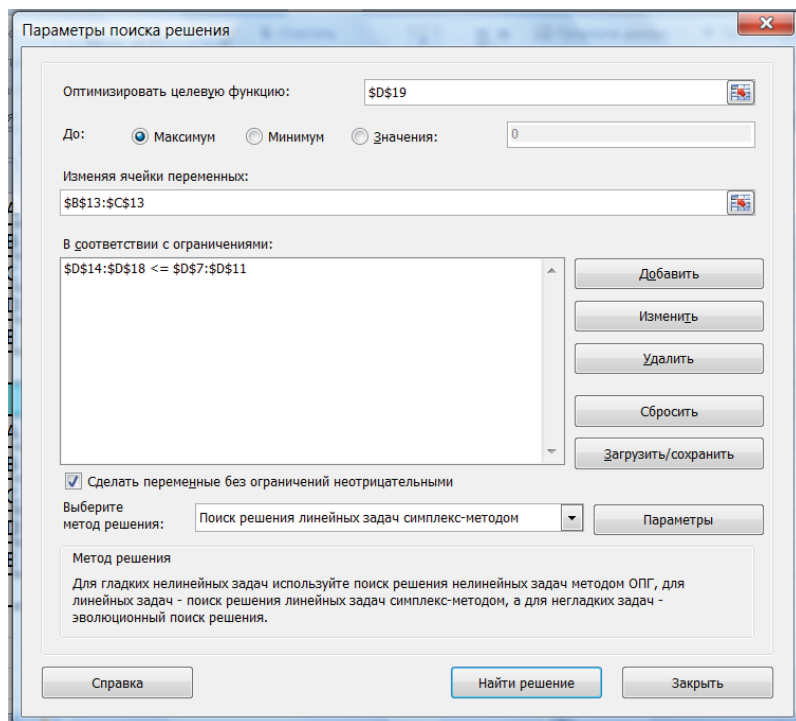 Параметры поиска решения
Оптимизировать целевую функцию: $D$19
До: Максимум Минимум Значения: 0
Изменяя ячейки переменных:
$B$13:$C$13
В соответствии с ограничениями:
$D$14:$D$18 <= $D$7:$D$11
Добавить
Изменить
Удалить
Сбросить
Загрузить/сохранить
Сделать переменные без ограничений неотрицательными
Выберите
метод решения: Поиск решения линейных задач симплекс-методом Параметры
Метод решения
Для гладких нелинейных задач используйте поиск решения нелинейных задач методом ОПГ, для
линейных задач - поиск решения линейных задач симплекс-методом, а для негладких задач -
эволюционный поиск решения.
Справка Найти решение Закрыть